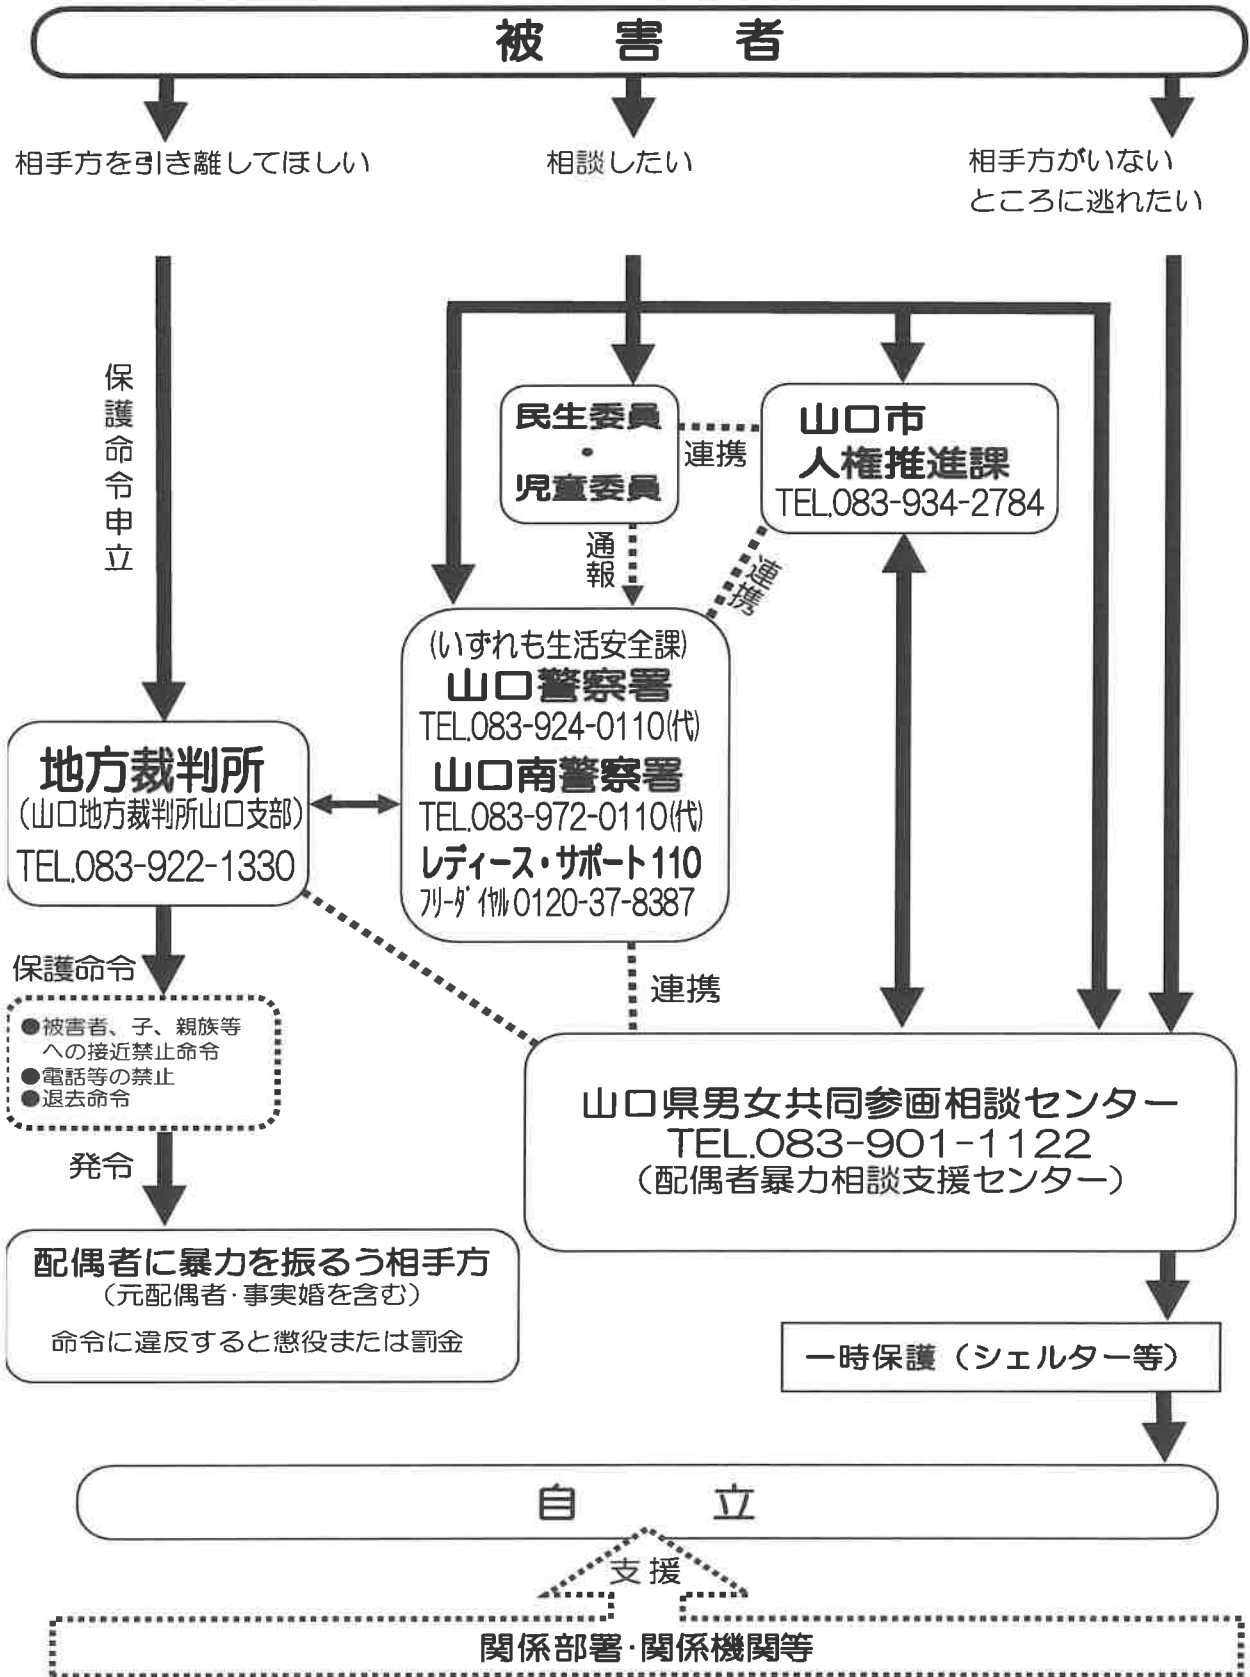 被害者
相手方を引き離してほしい
相談したい
相手方がいない
ところに逃れたい
保護命令申立
民生委員
・
児童委員
連携
山口市
人権推進課
TEL.083-934-2784
通報
連携
(いずれも生活安全課)
山口警察署
TEL.083-924-0110(代)
山口南警察署
TEL.083-972-0110(代)
レディース・サポート110
フリーダイヤル0120-37-8387
地方裁判所
(山口地方裁判所山口支部)
TEL.083-922-1330
保護命令
●被害者、子、親族等
への接近禁止命令
●電話等の禁止
●退去命令
連携
山口県男女共同参画相談センター
TEL.083-901-1122
(配偶者暴力相談支援センター)
発令
配偶者に暴力を振るう相手方
(元配偶者・事実婚を含む)
命令に違反すると懲役または罰金
一時保護(シェルター等)
自立
支援
関係部署・関係機関等